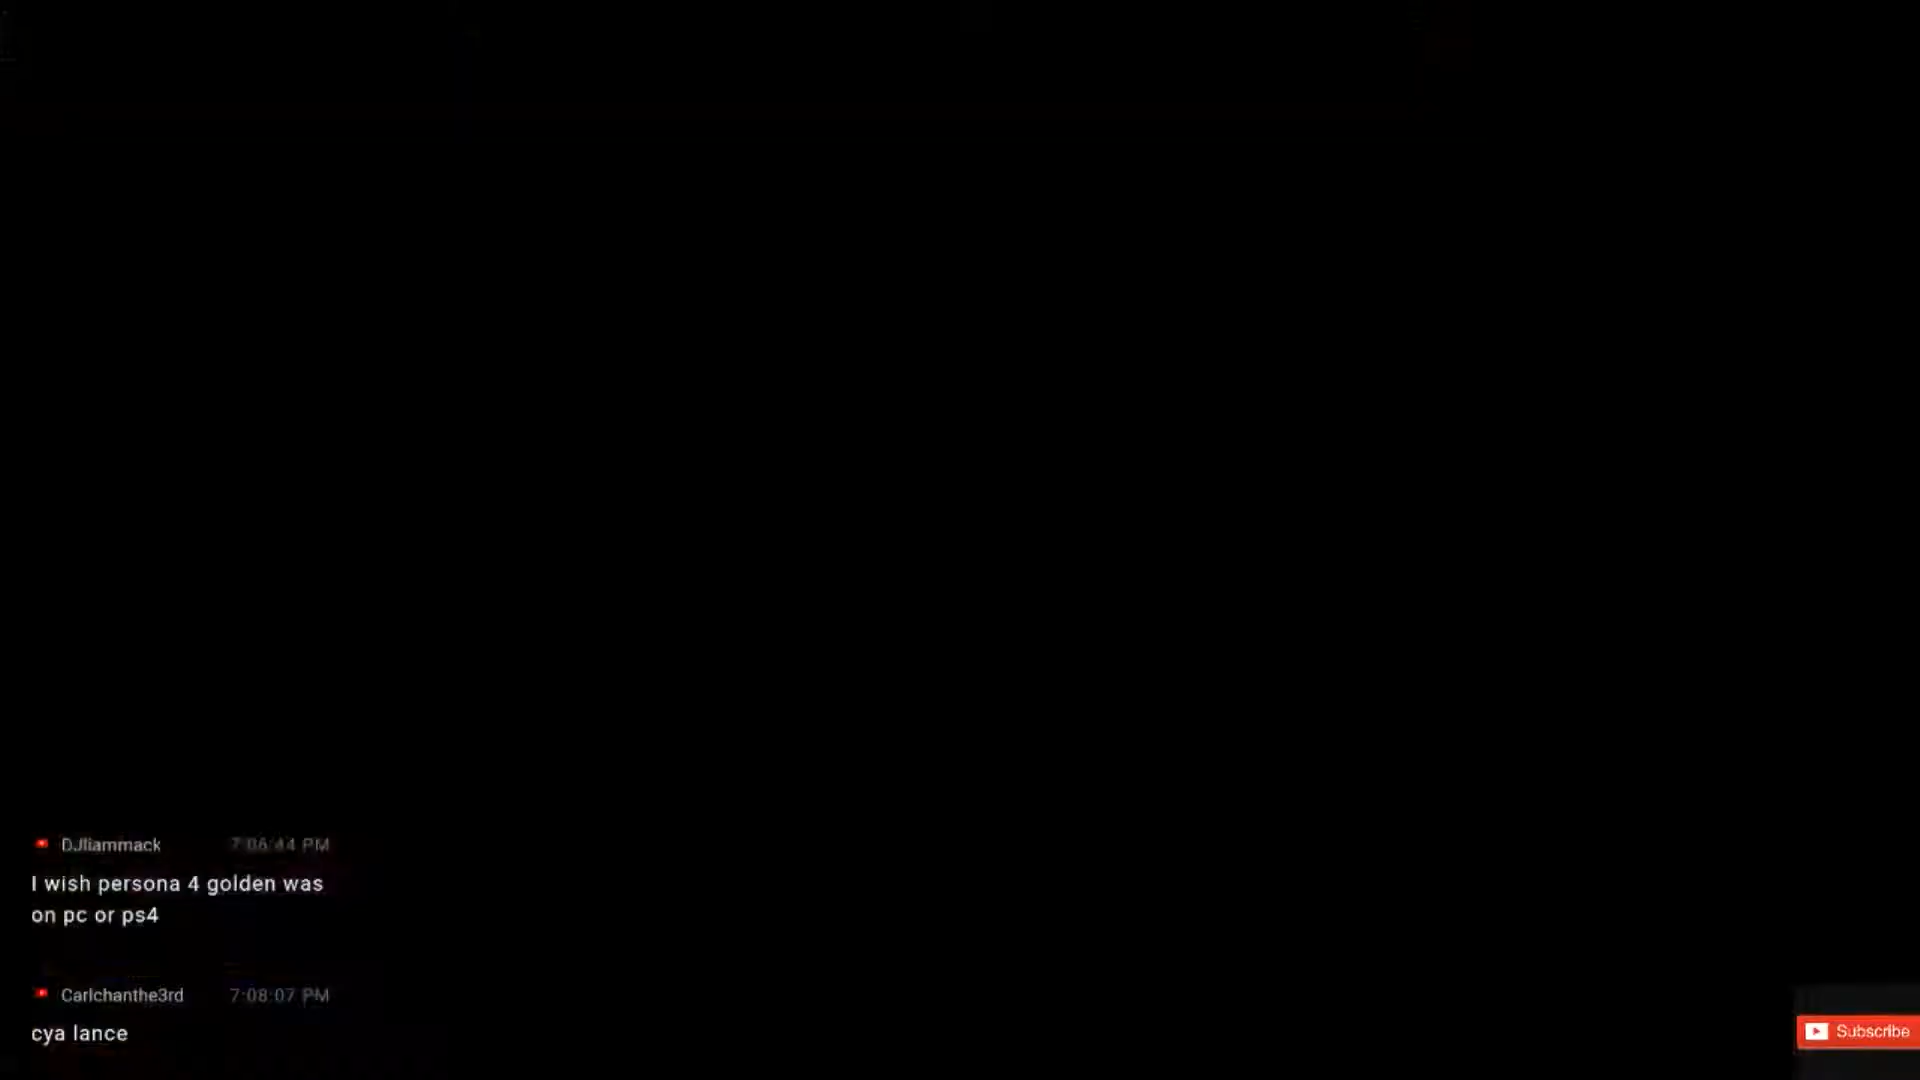 DJliammack 7:06:44 PM
I wish persona 4 golden was
on pc or ps4
Carlchanthe3rd 7:08:07 PM
cya lance
Subscribe